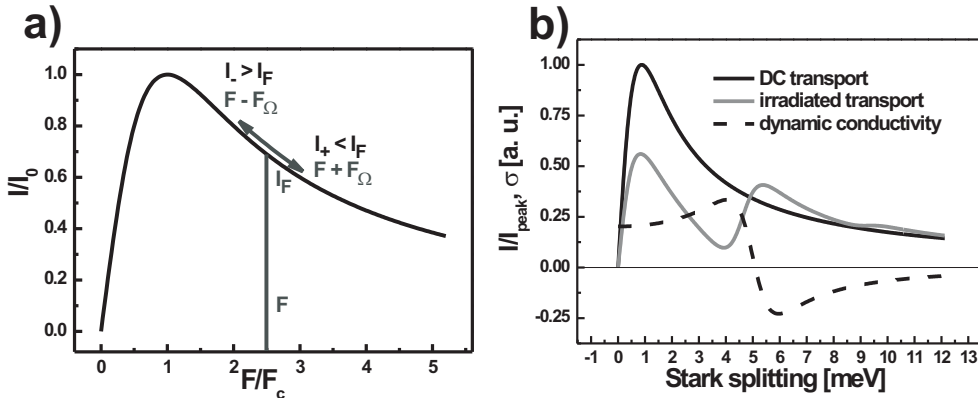 a)
I/I0
1.0
0.8
0.6
0.4
0.2
0.0
I- > IF
F - FΩ
I+ < IF
F + FΩ
IF
F
0 1 2 3 4 5
F/Fc
b)
I/Ipeak, σ [a. u.]
1.00
0.75
0.50
0.25
0.00
-0.25
DC transport
irradiated transport
dynamic conductivity
-1 0 1 2 3 4 5 6 7 8 9 10 11 12 13
Stark splitting [meV]